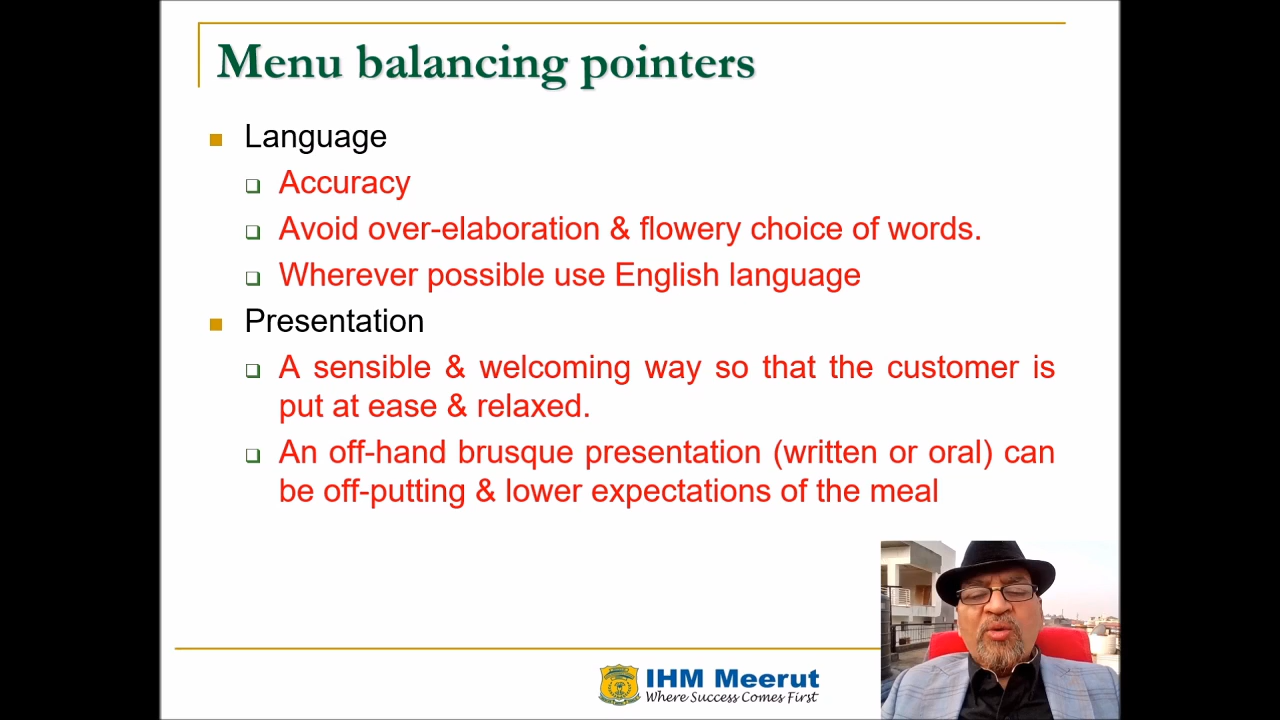 Menu balancing pointers
Language
Accuracy
Avoid over-elaboration & flowery choice of words.
Wherever possible use English language
Presentation
A sensible & welcoming way so that the customer is
put at ease & relaxed.
An off-hand brusque presentation (written or oral) can
be off-putting & lower expectations of the meal
IHM Meerut
Where Success Comes First